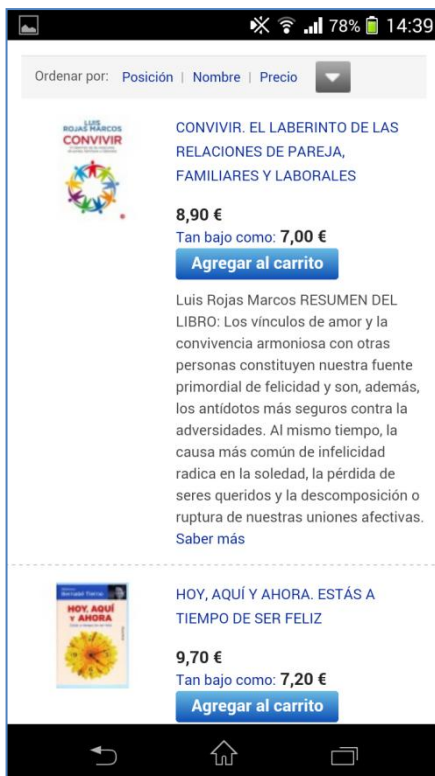 78% 14:39
Ordenar por: Posición | Nombre | Precio
LUIS
ROJAS MARCOS
CONVIVIR
CONVIVIR. EL LABERINTO DE LAS
RELACIONES DE PAREJA,
FAMILIARES Y LABORALES
8,90 €
Tan bajo como: 7,00 €
Agregar al carrito
Luis Rojas Marcos RESUMEN DEL
LIBRO: Los vínculos de amor y la
convivencia armoniosa con otras
personas constituyen nuestra fuente
primordial de felicidad y son, además,
los antídotos más seguros contra la
adversidades. Al mismo tiempo, la
causa más común de infelicidad
radica en la soledad, la pérdida de
seres queridos y la descomposición o
ruptura de nuestras uniones afectivas.
Saber más
HOY, AQUÍ
Y AHORA
HOY, AQUÍ Y AHORA. ESTÁS A
TIEMPO DE SER FELIZ
9,70 €
Tan bajo como: 7,20 €
Agregar al carrito